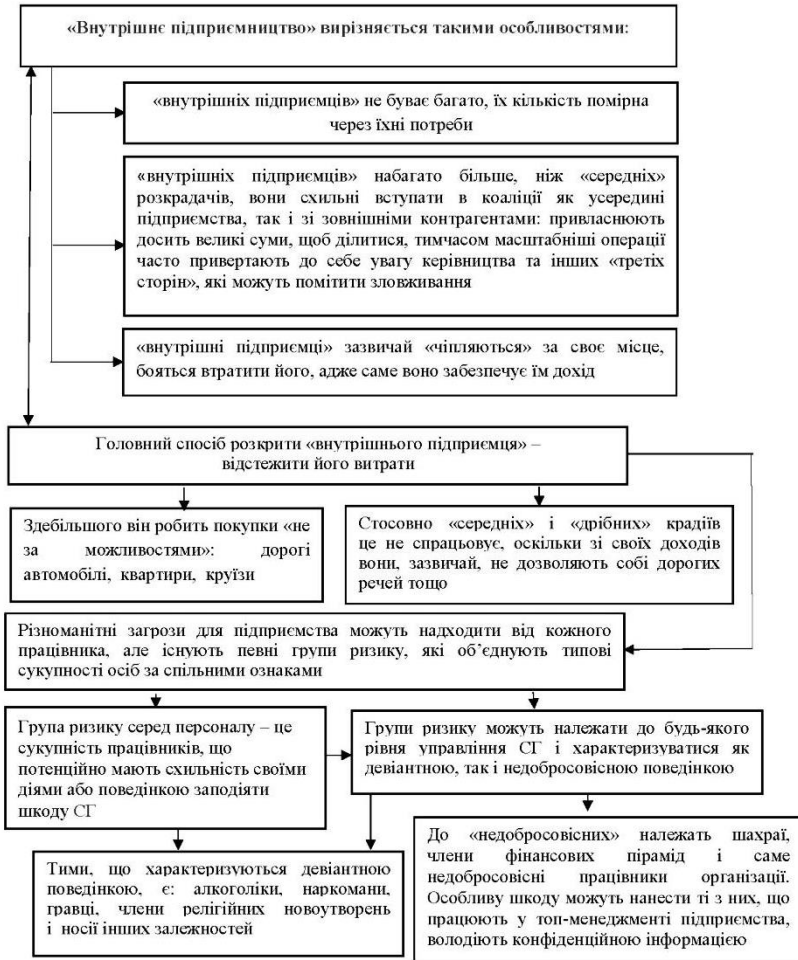 «Внутрішнє підприємництво» вирізняється такими особливостями:
«внутрішніх підприємців» не буває багато, їх кількість помірна
через їхні потреби
«внутрішніх підприємців» набагато більше, ніж «середніх»
розкрадачів, вони схильні вступати в коаліції як усередині
підприємства, так і зі зовнішніми контрагентами: привласнюють
досить великі суми, щоб ділитися, тимчасом масштабніші операції
часто привертають до себе увагу керівництва та інших «третіх
сторін», які можуть помітити зловживання
«внутрішні підприємці» зазвичай «чіпляються» за своє місце,
бояться втратити його, адже саме воно забезпечує їм дохід
Головний спосіб розкрити «внутрішнього підприємця» –
відстежити його витрати
Здебільшого він робить покупки «не
за можливостями»: дорогі
автомобілі, квартири, круїзи
Стосовно «середніх» і «дрібних» крадіїв
це не спрацьовує, оскільки зі своїх доходів
вони, зазвичай, не дозволяють собі дорогих
речей тощо
Різноманітні загрози для підприємства можуть надходити від кожного
працівника, але існують певні групи ризику, які об’єднують типові
сукупності осіб за спільними ознаками
Група ризику серед персоналу – це
сукупність працівників, що
потенційно мають схильність своїми
діями або поведінкою заподіяти
шкоду СГ
Групи ризику можуть належати до будь-якого
рівня управління СГ і характеризуватися як
девіантною, так і недобросовісною поведінкою
Тими, що характеризуються девіантною
поведінкою, є: алкоголіки, наркомани,
гравці, члени релігійних новоутворень
і носії інших залежностей
До «недобросовісних» належать шахраї,
члени фінансових пірамід і саме
недобросовісні працівники організації.
Особливу шкоду можуть нанести ті з них, що
працюють у топ-менеджменті підприємства,
володіють конфіденційною інформацією